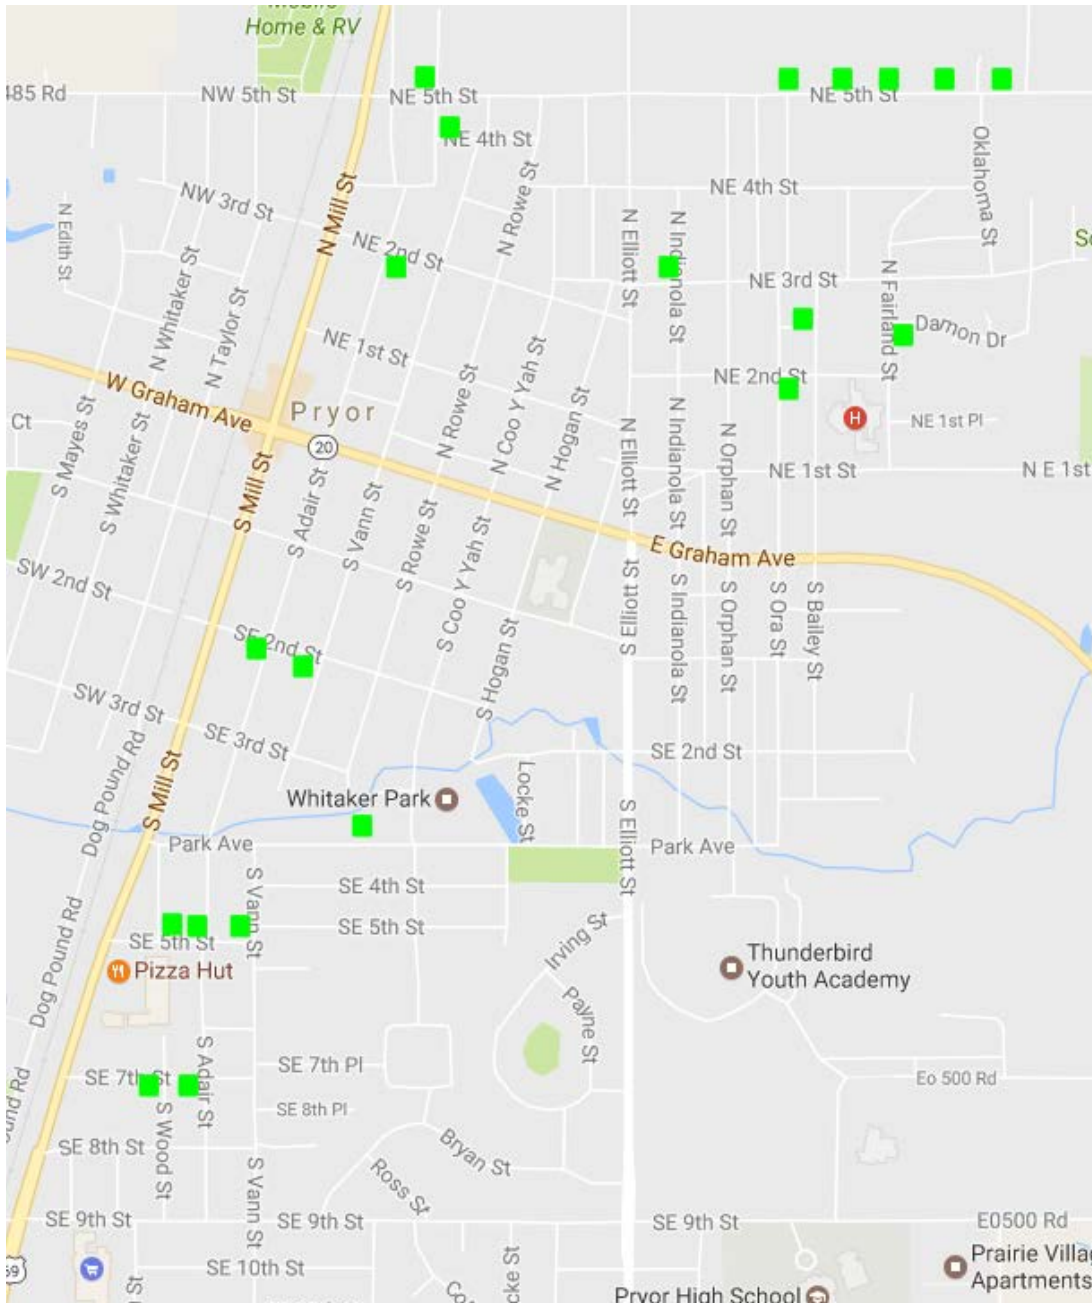 Home & RV
485 Rd
NW 5th St
NE 5th St
NE 5th St
NE 4th St
Oklahoma St
NW 3rd St
N Mill St
N Rowe St
NE 4th St
N Edith St
NE 2nd St
N Elliott St
N Indianola St
N Whitaker St
N Taylor St
NE 3rd St
N Fairland St
Damon Dr
NE 1st St
N Coo Y Yah St
NE 2nd St
W Graham Ave
Pryor
N Rowe St
H
Ct
S Mayes St
S Whitaker St
20
N Hogan St
N Elliott St
N Indianola St
N Orphan St
NE 1st Pl
S Mill St
S Adair St
S Vann St
NE 1st St
N E 1st
S Rowe St
S Coo Y Yah St
E Graham Ave
SW 2nd St
S Elliott St
S Indianola St
S Orphan St
S Ora St
S Bailey St
SE 2nd St
S Hogan St
SW 3rd St
SE 3rd St
SE 2nd St
Dog Pound Rd
S Mill St
Whitaker Park
Locke St
S Elliott St
Park Ave
Park Ave
SE 4th St
S Vann St
SE 5th St
SE 5th St
Irving St
Dog Pound Rd
Pizza Hut
Thunderbird
Youth Academy
Payne St
S Adair St
SE 7th Pl
SE 7th St
Eo 500 Rd
SE 8th Pl
S Wood St
SE 8th St
Bryan St
S Vann St
Ross St
SE 9th St
SE 9th St
SE 9th St
E0500 Rd
SE 10th St
Prairie Villag
Apartments
Pryor High School